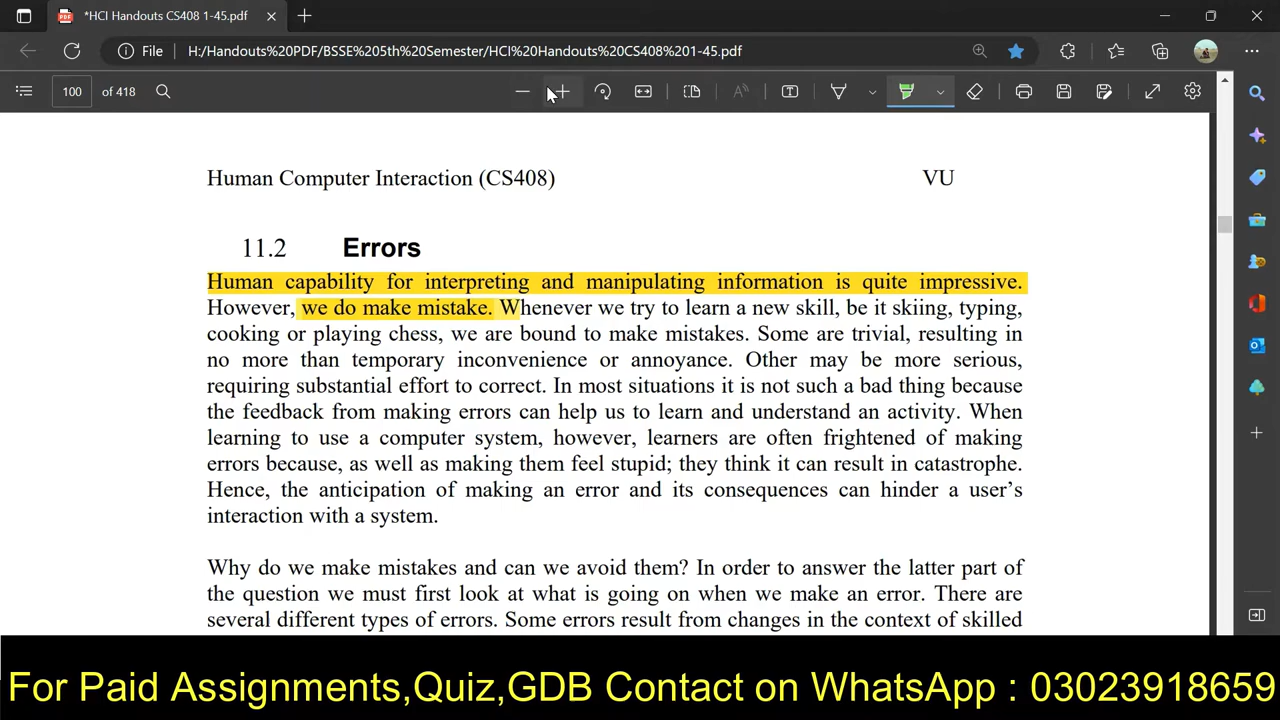 *HCI Handouts CS408 1-45.pdf
File H:/Handouts%20PDF/BSSE%205th%20Semester/HCI%20Handouts%20CS408%201-45.pdf
100 of 418
Human Computer Interaction (CS408) VU
11.2 Errors
Human capability for interpreting and manipulating information is quite impressive.
However, we do make mistake. Whenever we try to learn a new skill, be it skiing, typing,
cooking or playing chess, we are bound to make mistakes. Some are trivial, resulting in
no more than temporary inconvenience or annoyance. Other may be more serious,
requiring substantial effort to correct. In most situations it is not such a bad thing because
the feedback from making errors can help us to learn and understand an activity. When
learning to use a computer system, however, learners are often frightened of making
errors because, as well as making them feel stupid; they think it can result in catastrophe.
Hence, the anticipation of making an error and its consequences can hinder a user’s
interaction with a system.
Why do we make mistakes and can we avoid them? In order to answer the latter part of
the question we must first look at what is going on when we make an error. There are
several different types of errors. Some errors result from changes in the context of skilled
For Paid Assignments,Quiz,GDB Contact on WhatsApp : 03023918659